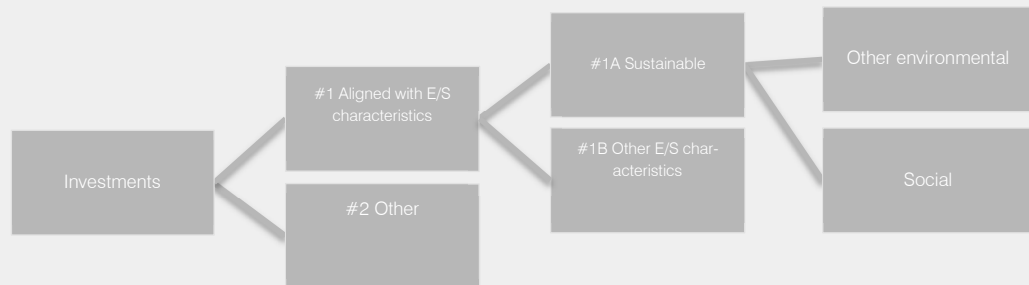 Investments
#1 Aligned with E/S
characteristics
#2 Other
#1A Sustainable
#1B Other E/S char-
acteristics
Other environmental
Social